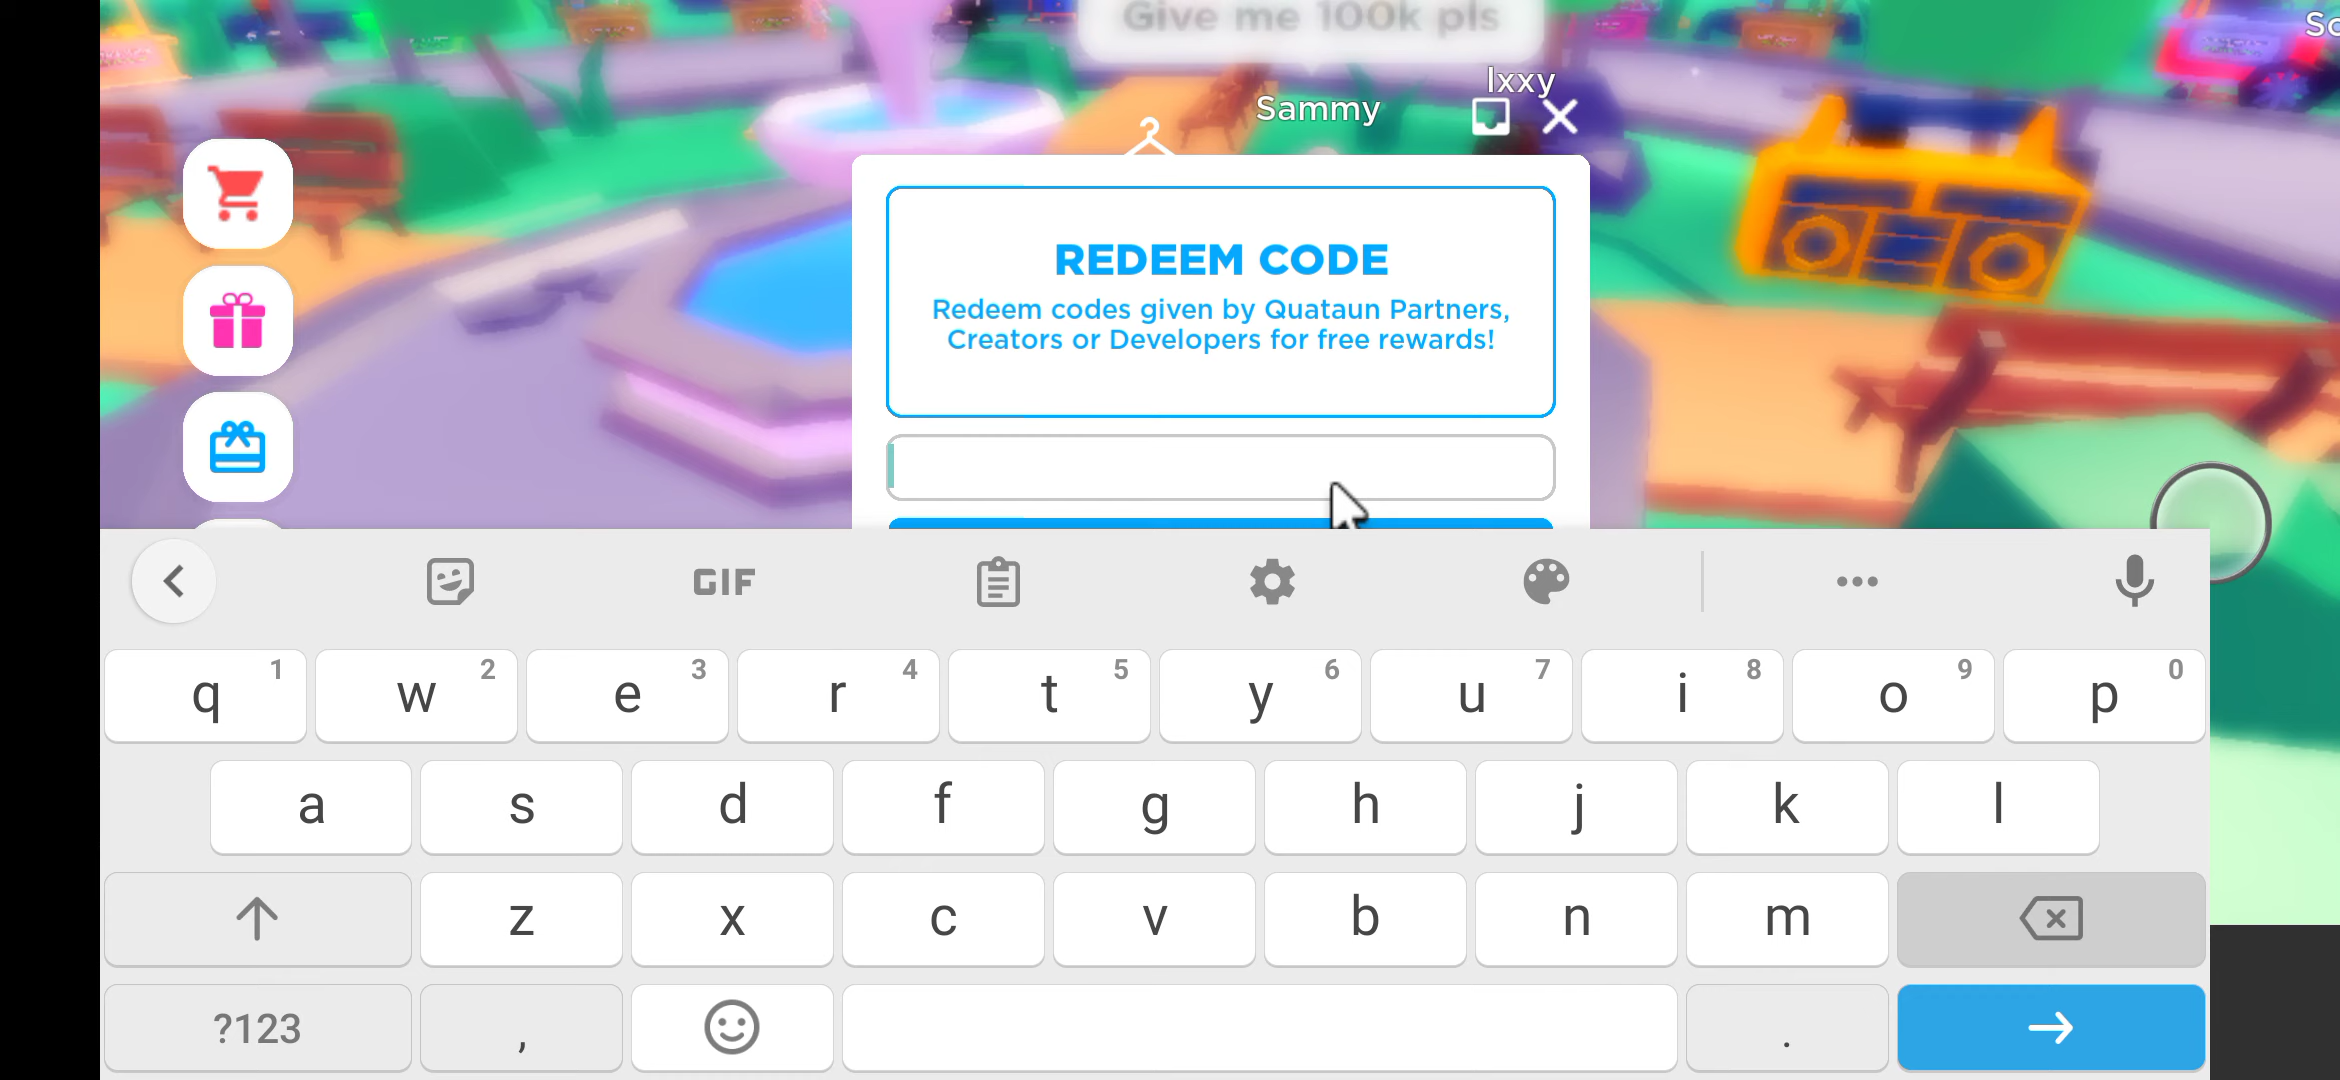 Give me 100k pls
Ixxy
Sammy
REDEEM CODE
Redeem codes given by Quataun Partners,
Creators or Developers for free rewards!
GIF
q 1 w 2 e 3 r 4 t 5 y 6 u 7 i 8 o 9 p 0
a s d f g h j k l
z x c v b n m
?123 , .